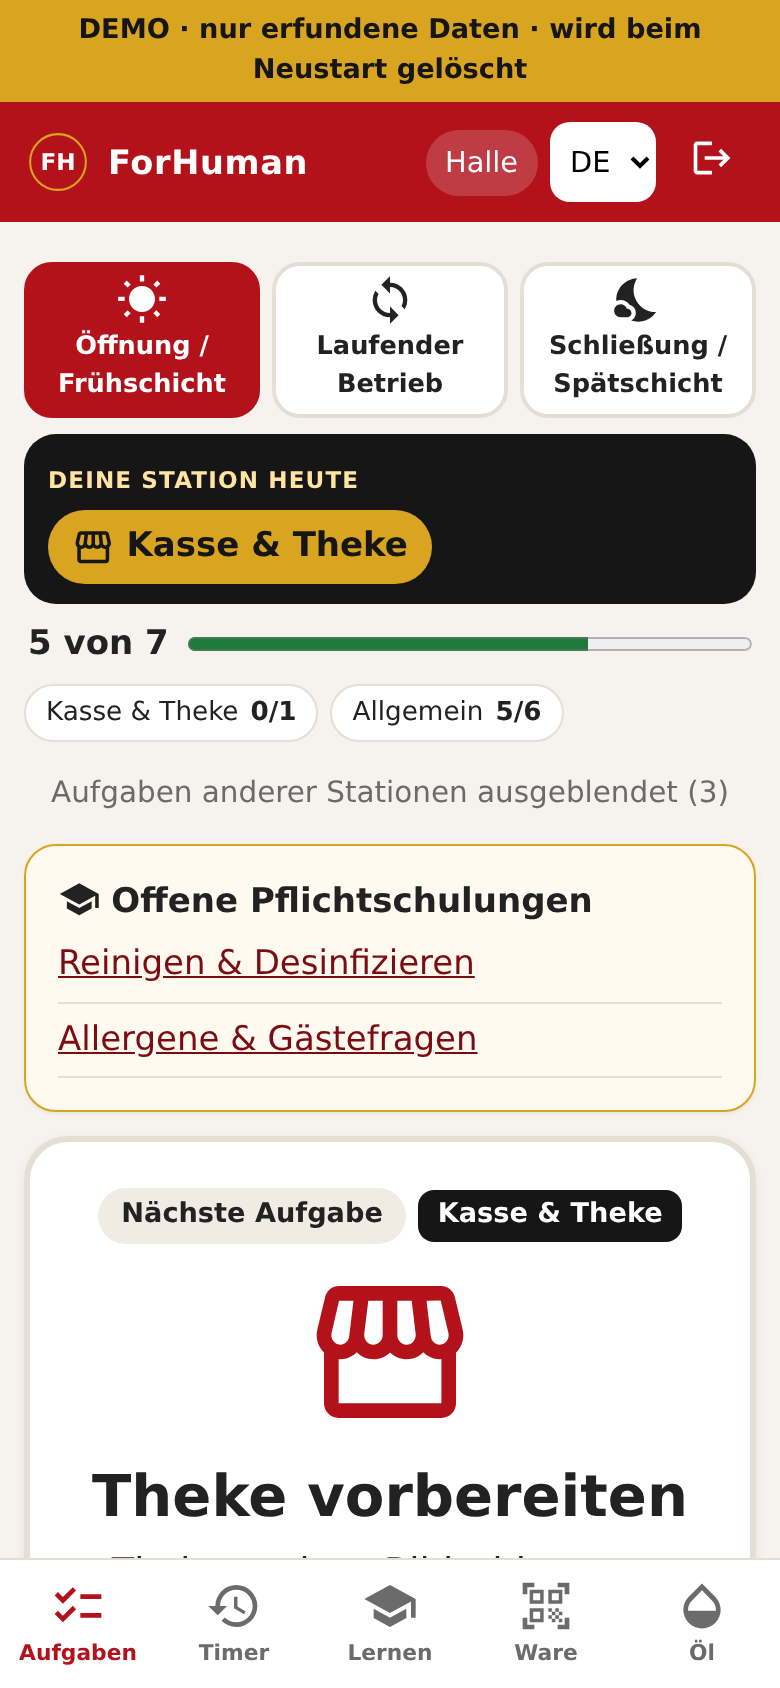 DEMO · nur erfundene Daten · wird beim
Neustart gelöscht
FH
ForHuman
Halle
DE
Öffnung /
Frühschicht
Laufender
Betrieb
Schließung /
Spätschicht
DEINE STATION HEUTE
Kasse & Theke
5 von 7
Kasse & Theke 0/1
Allgemein 5/6
Aufgaben anderer Stationen ausgeblendet (3)
Offene Pflichtschulungen
Reinigen & Desinfizieren
Allergene & Gästefragen
Nächste Aufgabe
Kasse & Theke
Theke vorbereiten
Aufgaben
Timer
Lernen
Ware
Öl